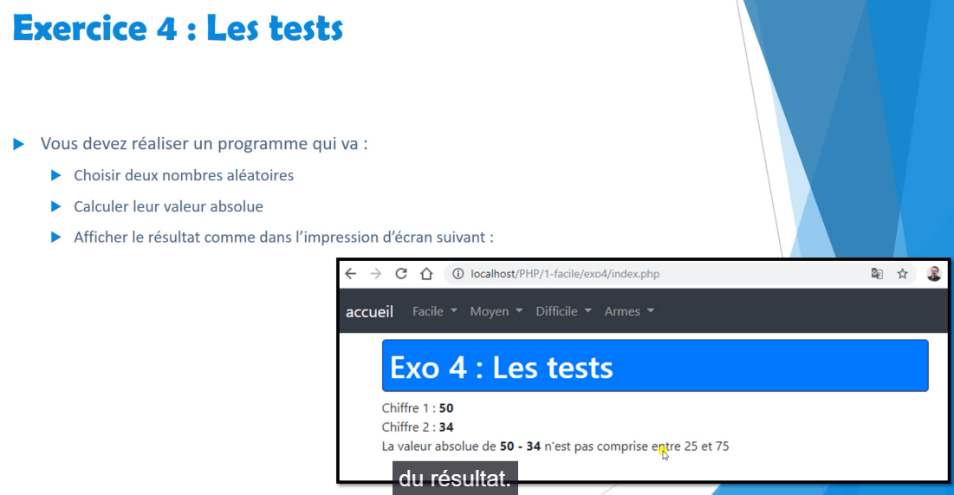 Exercice 4 : Les tests
Vous devez réaliser un programme qui va :
Choisir deux nombres aléatoires
Calculer leur valeur absolue
Afficher le résultat comme dans l'impression d'écran suivant :
localhost/PHP/1-facile/exo4/index.php
accueil Facile Moyen Difficile Armes
Exo 4 : Les tests
Chiffre 1 : 50
Chiffre 2 : 34
La valeur absolue de 50 - 34 n'est pas comprise entre 25 et 75
du résultat.